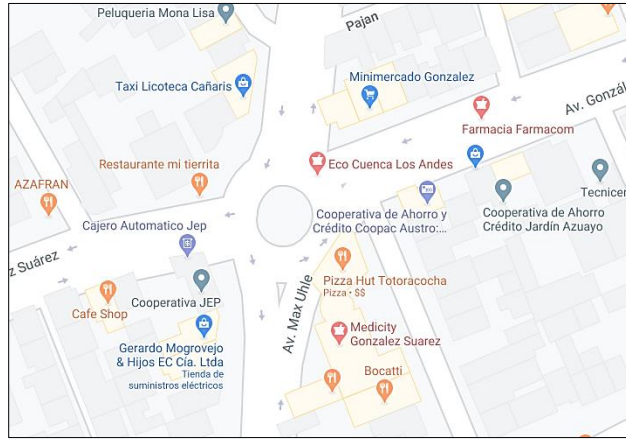 Peluqueria Mona Lisa
Pajan
Taxi Licoteca Cañaris
Minimercado Gonzalez
Av. Gonzál
Farmacia Farmacom
Restaurante mi tierrita
Eco Cuenca Los Andes
AZAFRAN
Tecnicen
Cajero Automatico Jep
Cooperativa de Ahorro y
Crédito Coopac Austro:...
Cooperativa de Ahorro
Crédito Jardín Azuayo
z Suárez
Cooperativa JEP
Av. Max Uhle
Pizza Hut Totoracocha
Pizza • $$
Cafe Shop
Medicity
Gonzalez Suarez
Gerardo Mogrovejo
& Hijos EC Cía. Ltda
Tienda de
suministros eléctricos
Bocatti